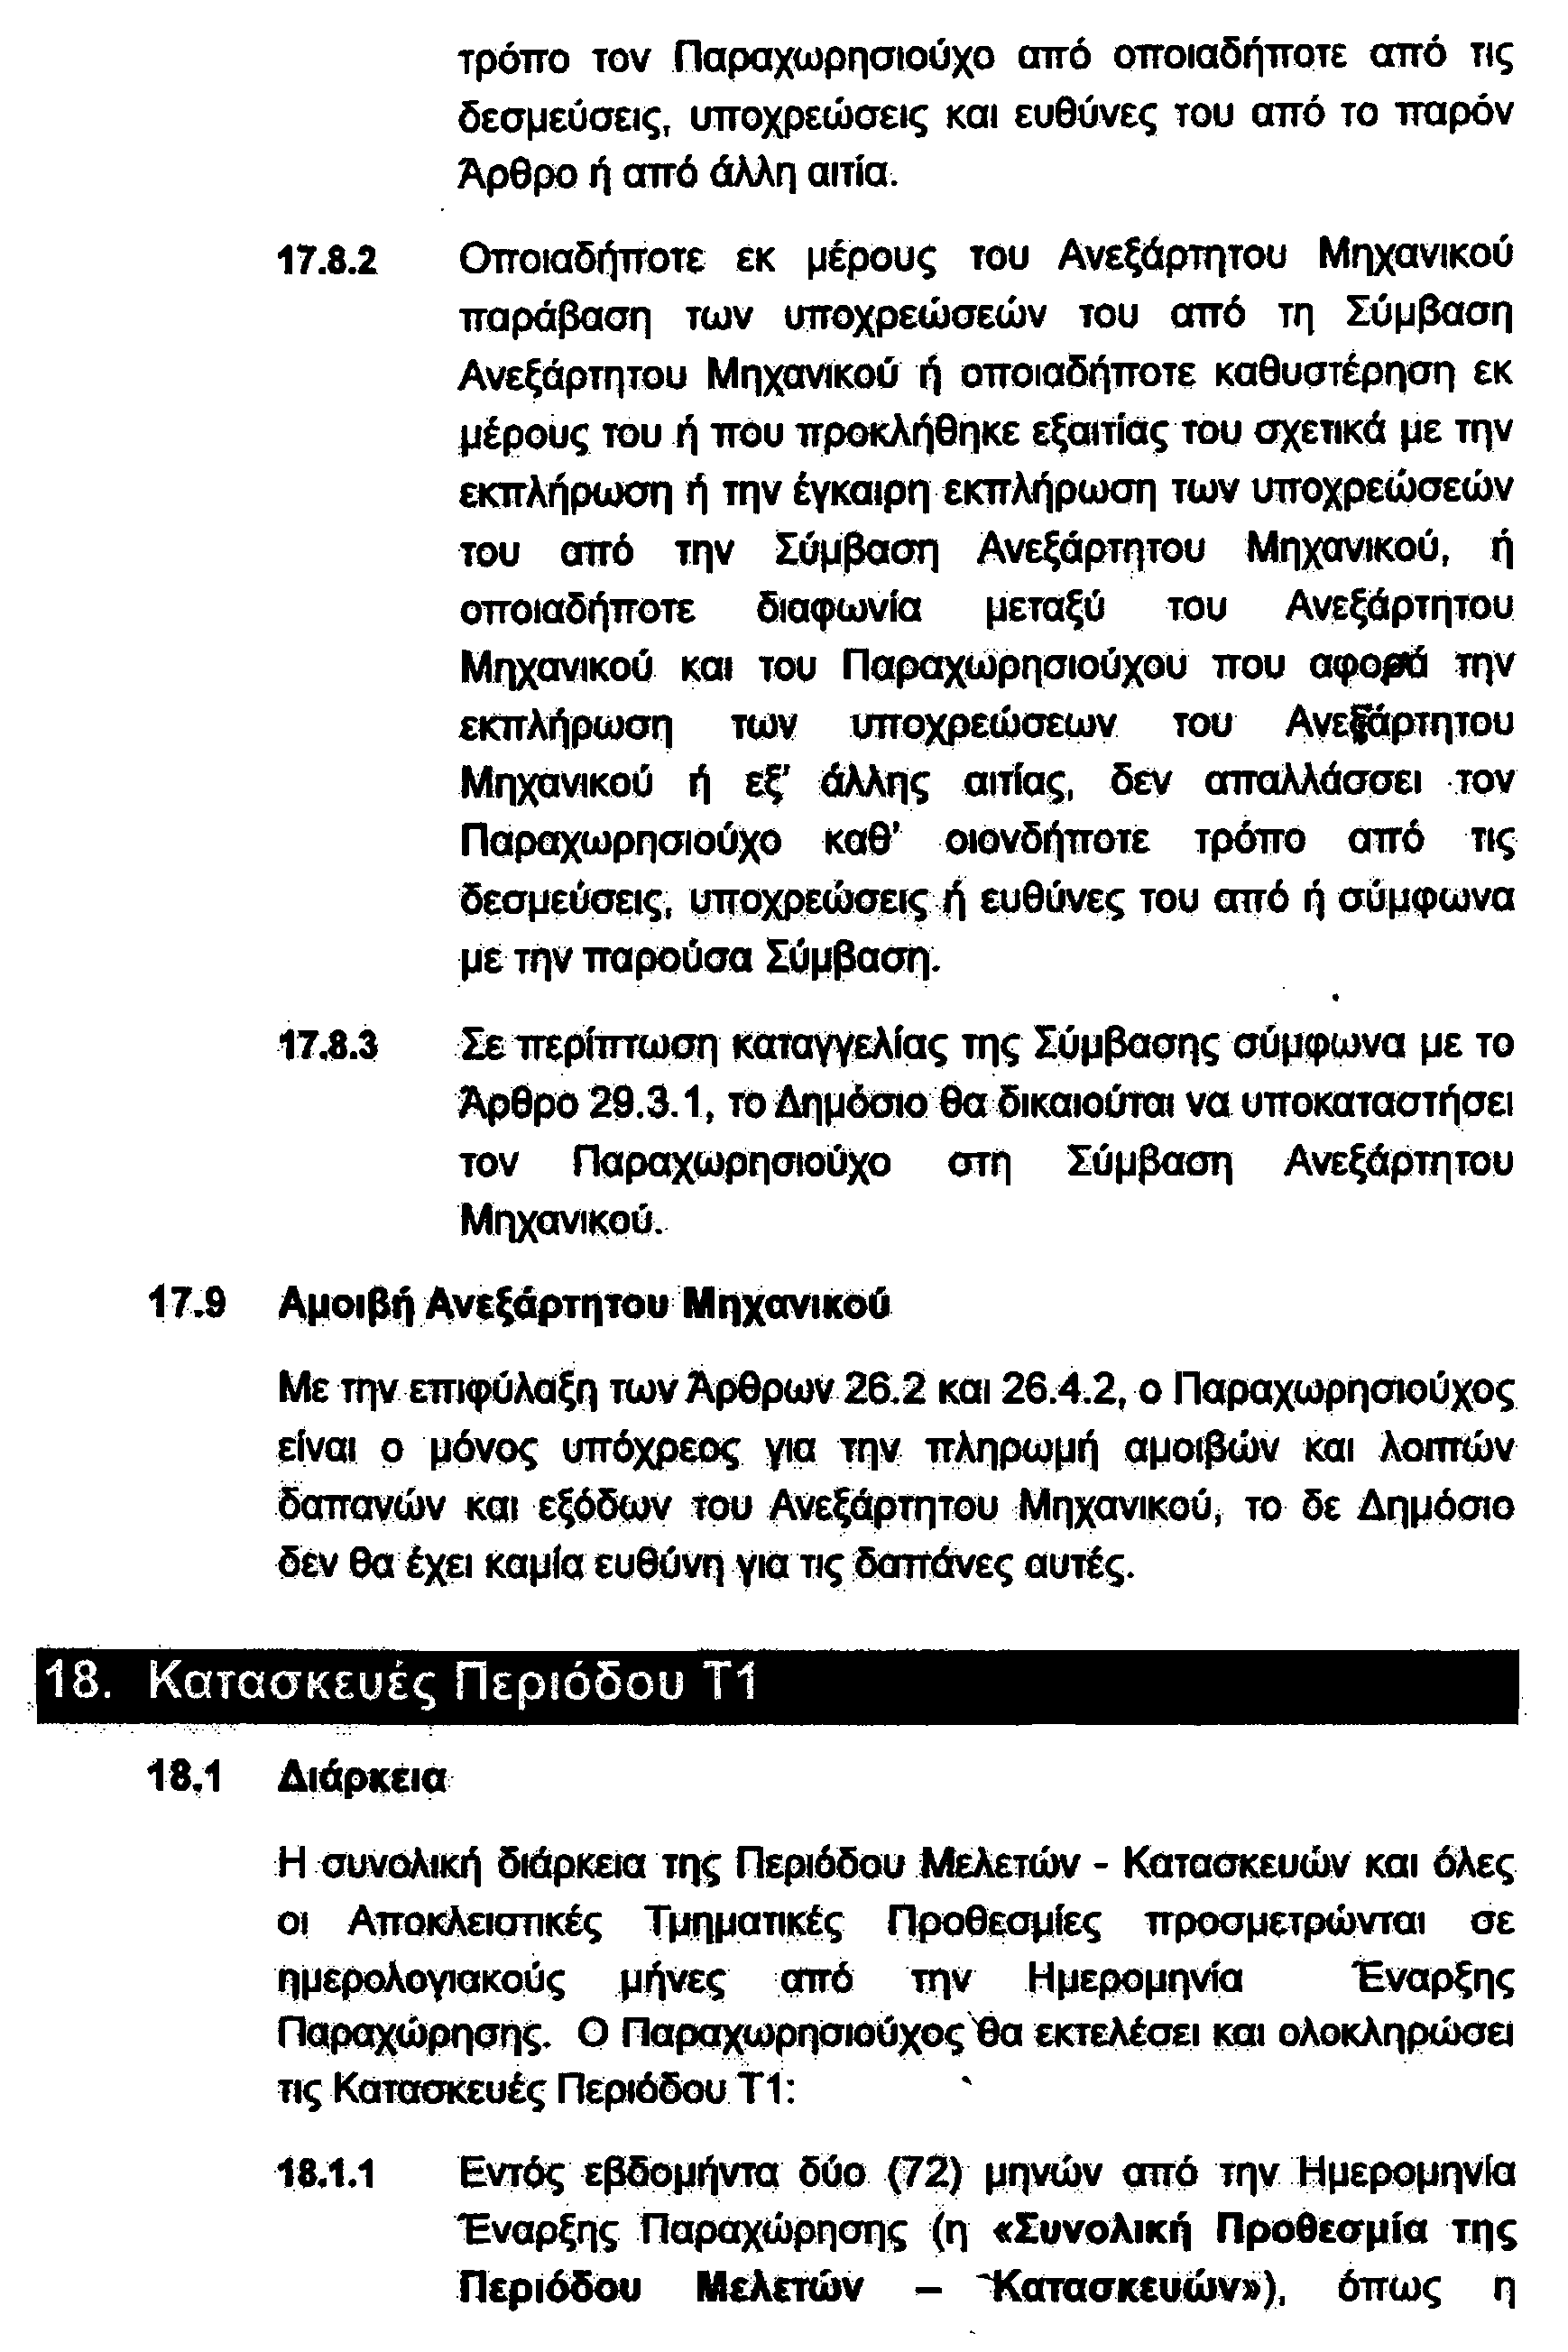 τρόπο τον Παραχωρησιούχο από οποιαδήποτε από τις
δεσμεύσεις, υποχρεώσεις και ευθύνες του από το παρόν
Άρθρο ή από άλλη αιτία.
17.8.2 Οποιαδήποτε εκ μέρους του Ανεξάρτητου Μηχανικού
παράβαση των υποχρεώσεών του από τη Σύμβαση
Ανεξάρτητου Μηχανικού ή οποιαδήποτε καθυστέρηση εκ
μέρους του ή που προκλήθηκε εξαιτίας του σχετικά με την
εκπλήρωση ή την έγκαιρη εκπλήρωση των υποχρεώσεών
του από την Σύμβαση Ανεξάρτητου Μηχανικού, ή
οποιαδήποτε διαφωνία μεταξύ του Ανεξάρτητου
Μηχανικού και του Παραχωρησιούχου που αφορά την
εκπλήρωση των υποχρεώσεων του Ανεξάρτητου
Μηχανικού ή εξ' άλλης αιτίας, δεν απαλλάσσει τον
Παραχωρησιούχο καθ' οιονδήποτε τρόπο από τις
δεσμεύσεις, υποχρεώσεις ή ευθύνες του από ή σύμφωνα
με την παρούσα Σύμβαση.
17.8.3 Σε περίπτωση καταγγελίας της Σύμβασης σύμφωνα με το
Άρθρο 29.3.1, το Δημόσιο θα δικαιούται να υποκαταστήσει
τον Παραχωρησιούχο στη Σύμβαση Ανεξάρτητου
Μηχανικού.
17.9 Αμοιβή Ανεξάρτητου Μηχανικού
Με την επιφύλαξη των Άρθρων 26.2 και 26.4.2, ο Παραχωρησιούχος
είναι ο μόνος υπόχρεος για την πληρωμή αμοιβών και λοιπών
δαπανών και εξόδων του Ανεξάρτητου Μηχανικού, το δε Δημόσιο
δεν θα έχει καμία ευθύνη για τις δαπάνες αυτές.
18. Κατασκευές Περιόδου Τ1
18.1 Διάρκεια
Η συνολική διάρκεια της Περιόδου Μελετών - Κατασκευών και όλες
οι Αποκλειστικές Τμηματικές Προθεσμίες προσμετρώνται σε
ημερολογιακούς μήνες από την Ημερομηνία Έναρξης
Παραχώρησης. Ο Παραχωρησιούχος θα εκτελέσει και ολοκληρώσει
τις Κατασκευές Περιόδου Τ1:
18.1.1 Εντός εβδομήντα δύο (72) μηνών από την Ημερομηνία
Έναρξης Παραχώρησης (η «Συνολική Προθεσμία της
Περιόδου Μελετών – Κατασκευών»), όπως η